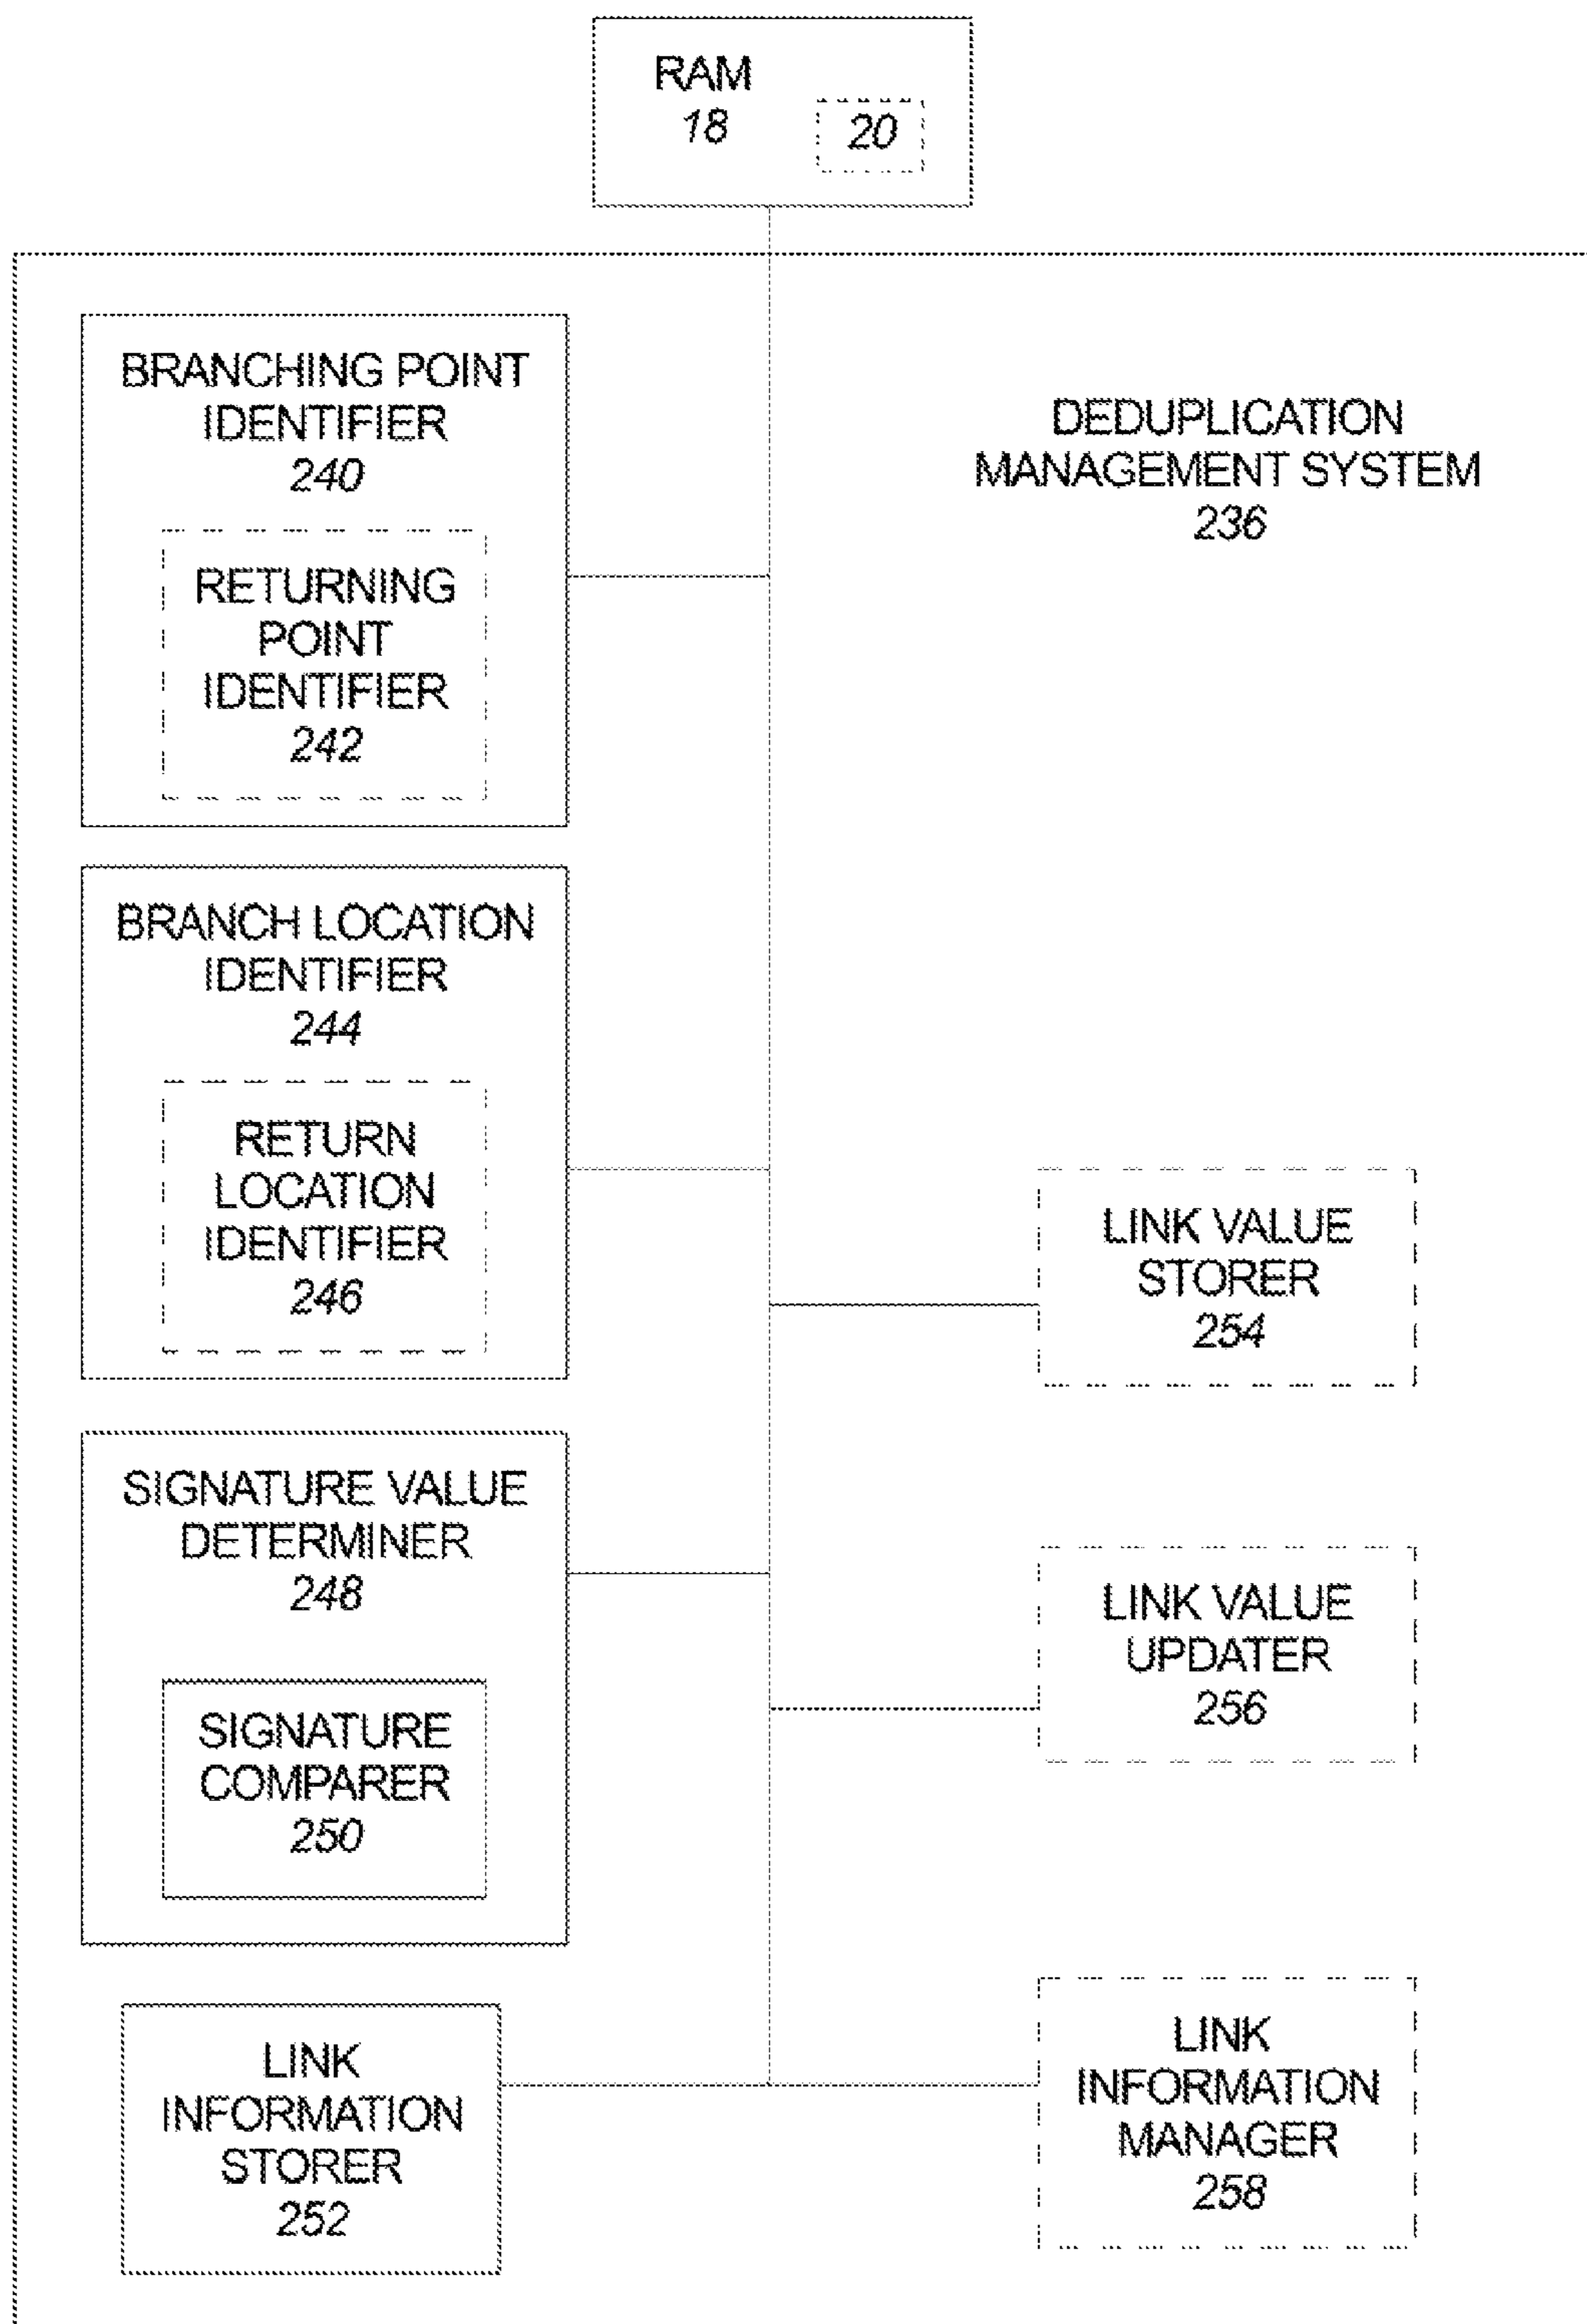 RAM
18
20
BRANCHING POINT
IDENTIFIER
240
RETURNING
POINT
IDENTIFIER
242
DEDUPLICATION
MANAGEMENT SYSTEM
236
BRANCH LOCATION
IDENTIFIER
244
RETURN
LOCATION
IDENTIFIER
246
LINK VALUE
STORER
254
SIGNATURE VALUE
DETERMINER
248
SIGNATURE
COMPARER
250
LINK VALUE
UPDATER
256
LINK
INFORMATION
STORER
252
LINK
INFORMATION
MANAGER
258